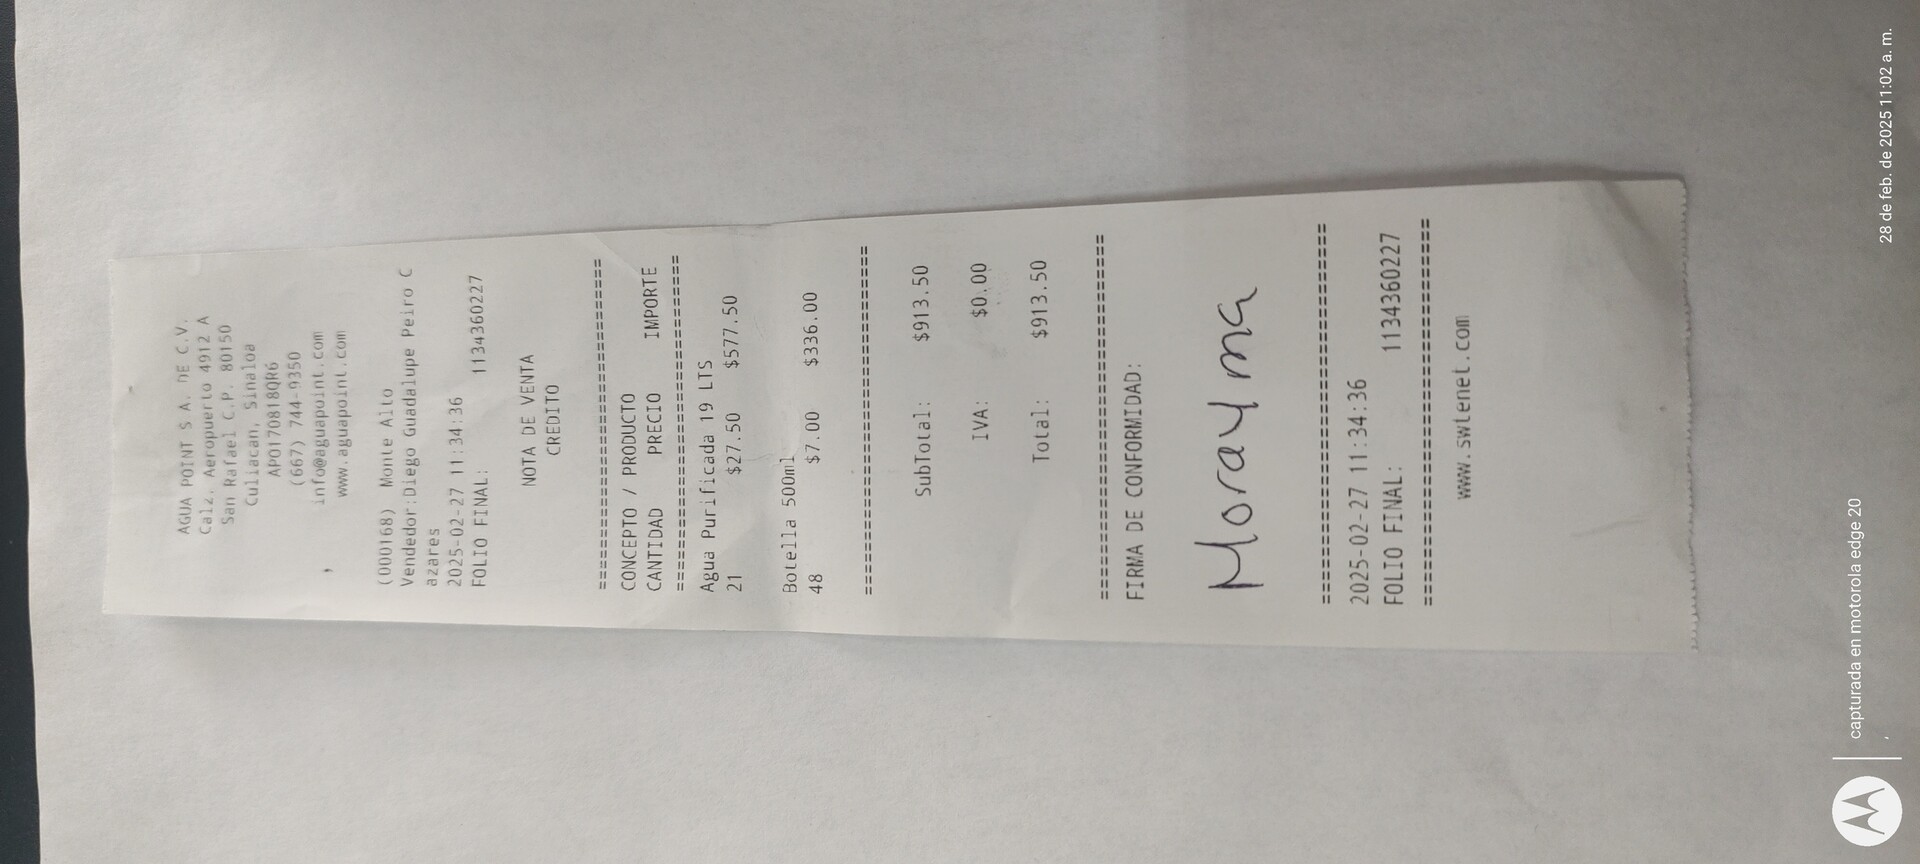 AGUA POINT S A. DE C.V.
Calz. Aeropuerto 4912 A
San Rafael C.P. 80150
Culiacan, Sinaloa
APO170818QR6
(667) 744-9350
info@aguapoint.com
www.aguapoint.com
(000168) Monte Alto
Vendedor:Diego Guadalupe Peiro C
azares
2025-02-27 11:34:36
FOLIO FINAL: 1134360227
NOTA DE VENTA
CREDITO
================================
CONCEPTO / PRODUCTO
CANTIDAD PRECIO IMPORTE
================================
Agua Purificada 19 LTS
21 $27.50 $577.50
Botella 500ml
48 $7.00 $336.00
================================
SubTotal: $913.50
IVA: $0.00
Total: $913.50
================================
FIRMA DE CONFORMIDAD:
Morayma
================================
2025-02-27 11:34:36
FOLIO FINAL: 1134360227
================================
www.swtenet.com
capturada en motorola edge 20
28 de feb. de 2025 11:02 a. m.